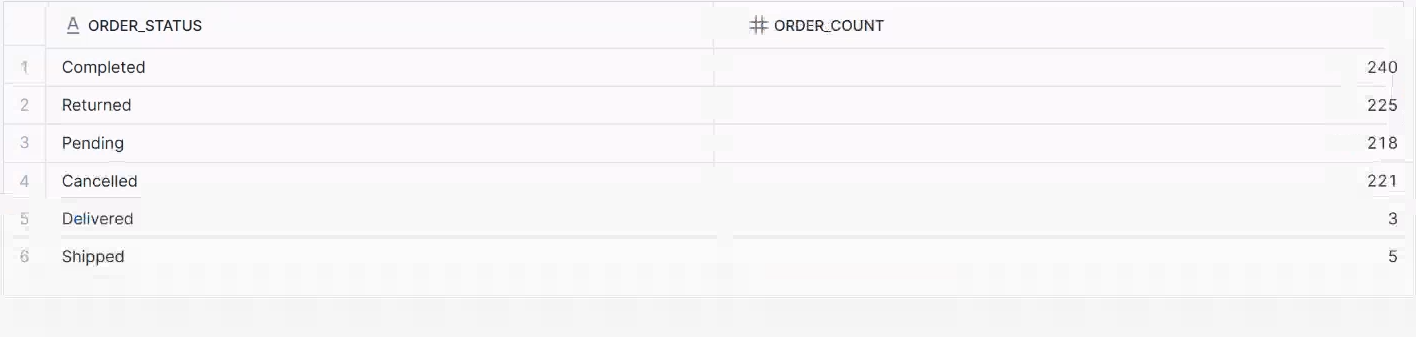 A ORDER_STATUS # ORDER_COUNT
1 Completed 240
2 Returned 225
3 Pending 218
4 Cancelled 221
5 Delivered 3
6 Shipped 5